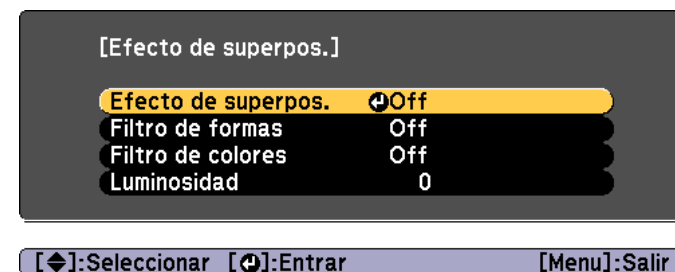 [Efecto de superpos.]
Efecto de superpos. Off
Filtro de formas Off
Filtro de colores Off
Luminosidad 0
[◆]:Seleccionar [↵]:Entrar [Menu]:Salir